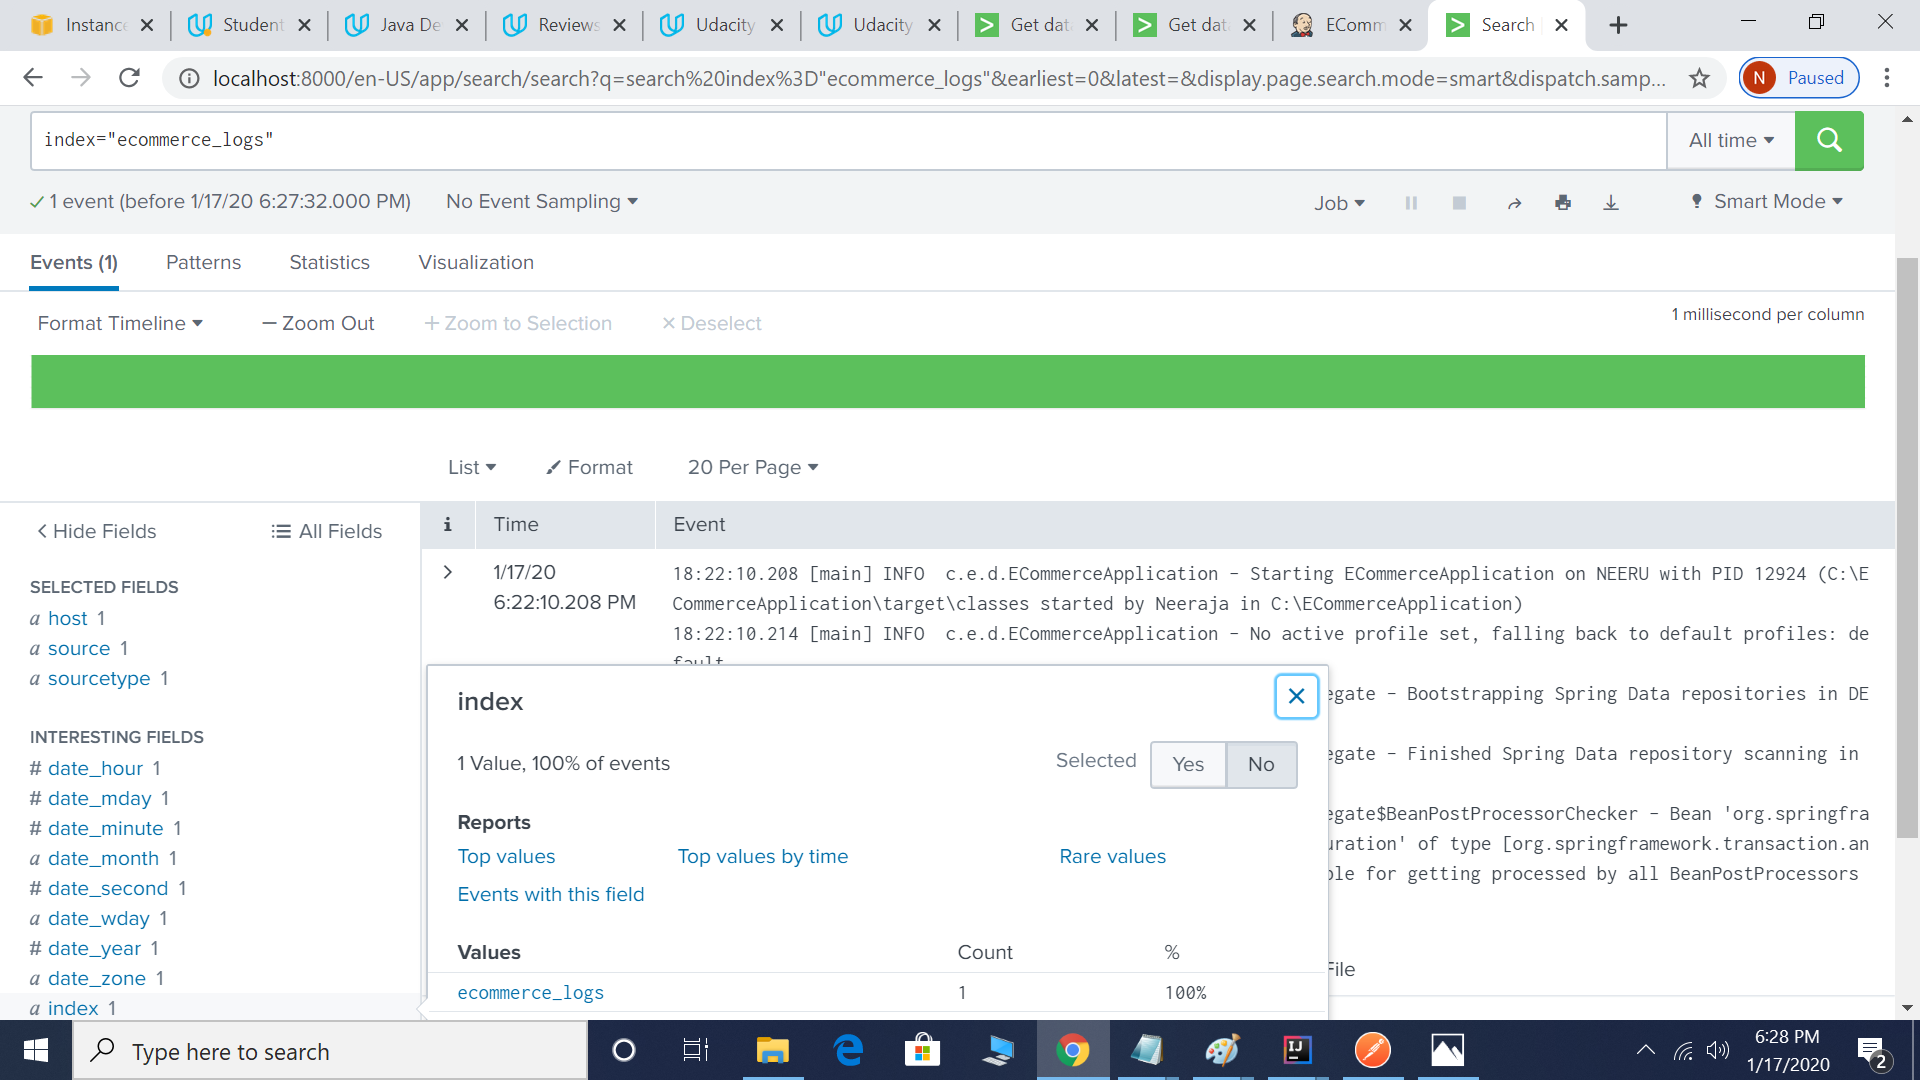 Instance
Student
Java De
Reviews
Udacity
Udacity
Get dat
Get dat
EComm
Search
localhost:8000/en-US/app/search/search?q=search%20index%3D"ecommerce_logs"&earliest=0&latest=&display.page.search.mode=smart&dispatch.samp...
N Paused
index="ecommerce_logs"
All time
1 event (before 1/17/20 6:27:32.000 PM)
No Event Sampling
Job
Smart Mode
Events (1)
Patterns
Statistics
Visualization
Format Timeline
— Zoom Out
+ Zoom to Selection
× Deselect
1 millisecond per column
List
Format
20 Per Page
< Hide Fields
All Fields
i
Time
Event
SELECTED FIELDS
a host 1
a source 1
a sourcetype 1
INTERESTING FIELDS
# date_hour 1
# date_mday 1
# date_minute 1
a date_month 1
# date_second 1
a date_wday 1
# date_year 1
a date_zone 1
a index 1
1/17/20
6:22:10.208 PM
18:22:10.208 [main] INFO  c.e.d.ECommerceApplication - Starting ECommerceApplication on NEERU with PID 12924 (C:\E
CommerceApplication\target\classes started by Neeraja in C:\ECommerceApplication)
18:22:10.214 [main] INFO  c.e.d.ECommerceApplication - No active profile set, falling back to default profiles: de
fault
egate - Bootstrapping Spring Data repositories in DE
egate - Finished Spring Data repository scanning in
egate$BeanPostProcessorChecker - Bean 'org.springfra
uration' of type [org.springframework.transaction.an
ble for getting processed by all BeanPostProcessors
File
index
1 Value, 100% of events
Selected
Yes
No
Reports
Top values
Top values by time
Rare values
Events with this field
Values
Count
%
ecommerce_logs
1
100%
Type here to search
6:28 PM
1/17/2020
2